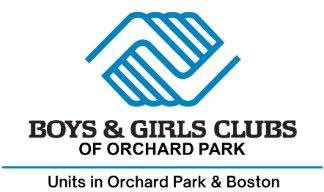 BOYS & GIRLS CLUBS
OF ORCHARD PARK
Units in Orchard Park & Boston